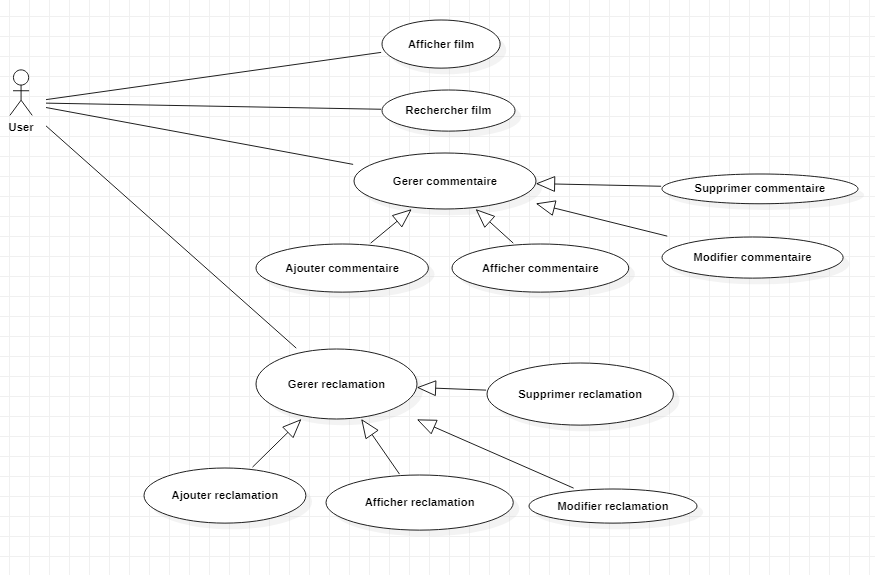 Afficher film
Rechercher film
User
Gerer commentaire
Supprimer commentaire
Modifier commentaire
Ajouter commentaire
Afficher commentaire
Gerer reclamation
Supprimer reclamation
Ajouter reclamation
Afficher reclamation
Modifier reclamation